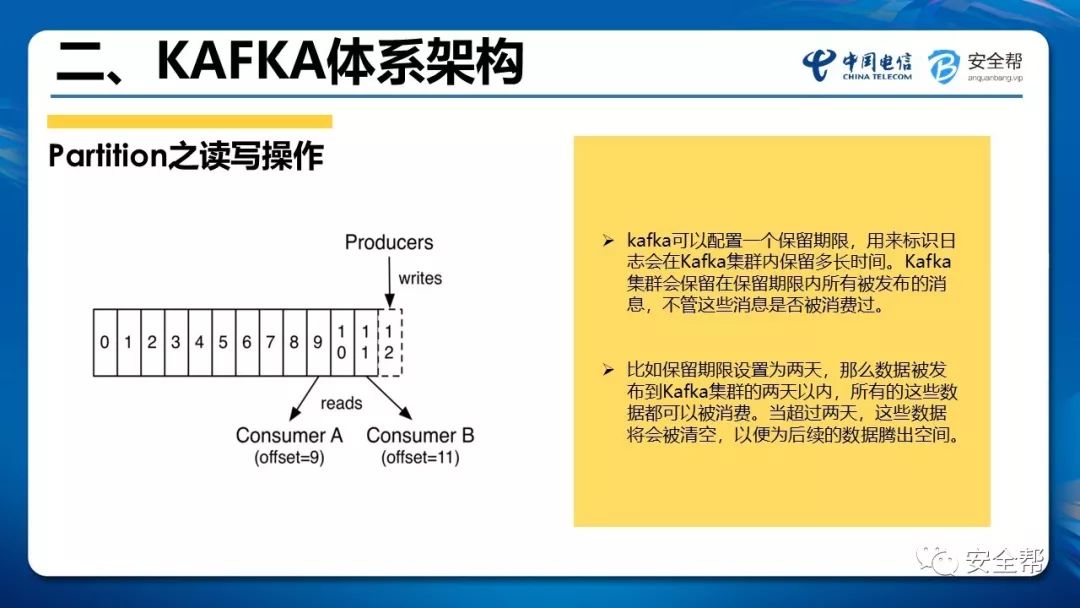 二、KAFKA体系架构
中国电信
CHINA TELECOM
安全帮
anquanbang.vip
Partition之读写操作
Producers
writes
0 1 2 3 4 5 6 7 8 9 10 11 12
reads
Consumer A
(offset=9)
Consumer B
(offset=11)
➢ kafka可以配置一个保留期限，用来标识日
志会在Kafka集群内保留多长时间。Kafka
集群会保留在保留期限内所有被发布的消
息，不管这些消息是否被消费过。
➢ 比如保留期限设置为两天，那么数据被发
布到Kafka集群的两天以内，所有的这些数
据都可以被消费。当超过两天，这些数据
将会被清空，以便为后续的数据腾出空间。
安全帮